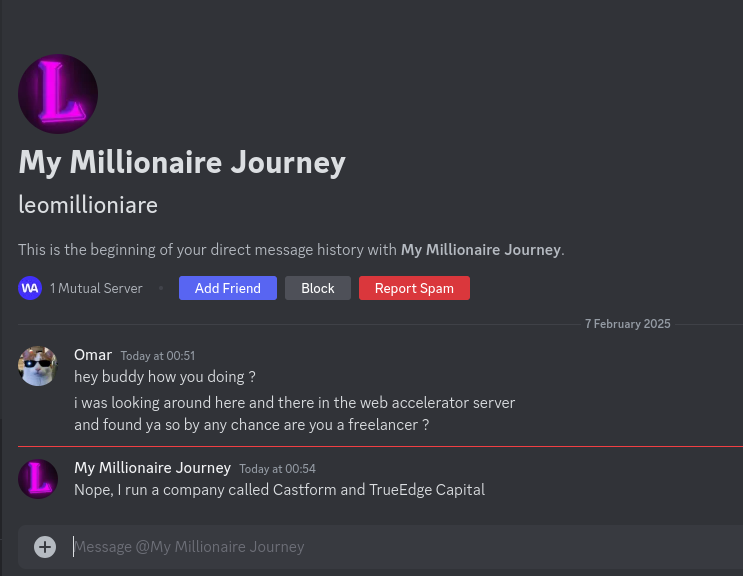 L
My Millionaire Journey
leomillioniare
This is the beginning of your direct message history with My Millionaire Journey.
WA 1 Mutual Server • Add Friend Block Report Spam
7 February 2025
Omar Today at 00:51
hey buddy how you doing ?
i was looking around here and there in the web accelerator server
and found ya so by any chance are you a freelancer ?
L
My Millionaire Journey Today at 00:54
Nope, I run a company called Castform and TrueEdge Capital
Message @My Millionaire Journey